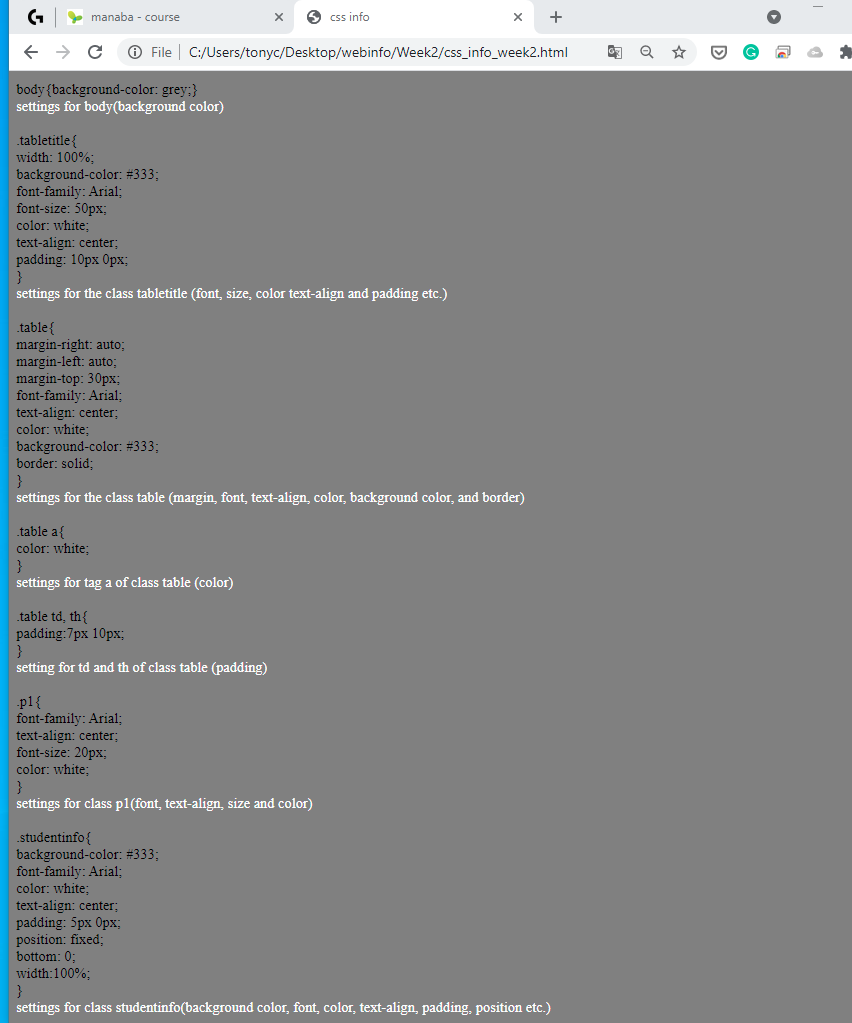 manaba - course
css info
File
C:/Users/tonyc/Desktop/webinfo/Week2/css_info_week2.html
body{background-color: grey;}
settings for body(background color)
.tabletitle{
width: 100%;
background-color: #333;
font-family: Arial;
font-size: 50px;
color: white;
text-align: center;
padding: 10px 0px;
}
settings for the class tabletitle (font, size, color text-align and padding etc.)
.table{
margin-right: auto;
margin-left: auto;
margin-top: 30px;
font-family: Arial;
text-align: center;
color: white;
background-color: #333;
border: solid;
}
settings for the class table (margin, font, text-align, color, background color, and border)
.table a{
color: white;
}
settings for tag a of class table (color)
.table td, th{
padding:7px 10px;
}
setting for td and th of class table (padding)
.p1{
font-family: Arial;
text-align: center;
font-size: 20px;
color: white;
}
settings for class p1(font, text-align, size and color)
.studentinfo{
background-color: #333;
font-family: Arial;
color: white;
text-align: center;
padding: 5px 0px;
position: fixed;
bottom: 0;
width:100%;
}
settings for class studentinfo(background color, font, color, text-align, padding, position etc.)